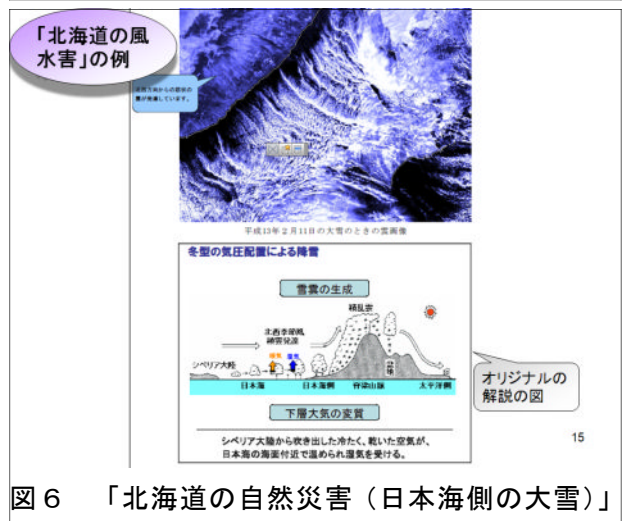 「北海道の風
水害」の例
平成13年2月11日の大雪のときの雲画像
冬型の気圧配置による降雪
雪雲の生成
積乱雲
北西季節風
積雲発達
シベリア大陸
日本海
日本海側
脊梁山脈
太平洋側
下層大気の変質
シベリア大陸から吹き出した冷たく、乾いた空気が、
日本海の海面付近で温められ湿気を受ける。
オリジナルの
解説の図
15
図6 「北海道の自然災害(日本海側の大雪)」